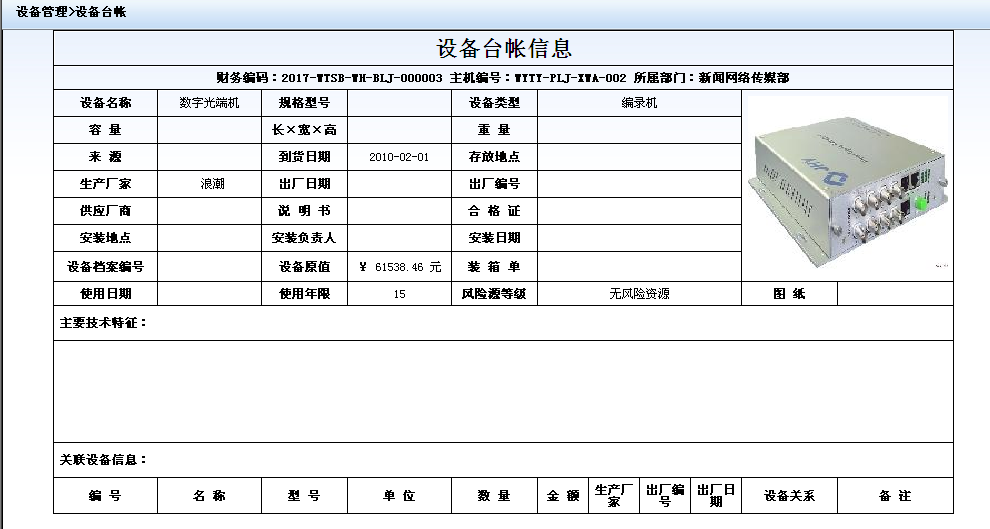 设备管理>设备台帐
设备台帐信息
财务编码：2017-WTSB-WH-BLJ-000003 主机编号：WYTY-PLJ-XWA-002 所属部门：新闻网络传媒部
设备名称 数字光端机 规格型号 设备类型 编录机
容 量 长×宽×高 重 量
来 源 到货日期 2010-02-01 存放地点
生产厂家 浪潮 出厂日期 出厂编号
供应厂商 说 明 书 合 格 证
安装地点 安装负责人 安装日期
设备档案编号 设备原值 ¥ 61538.46 元 装 箱 单
使用日期 使用年限 15 风险源等级 无风险资源 图 纸
主要技术特征：
关联设备信息：
编 号 名 称 型 号 单 位 数 量 金 额 生产厂家 出厂编号 出厂日期 设备关系 备 注